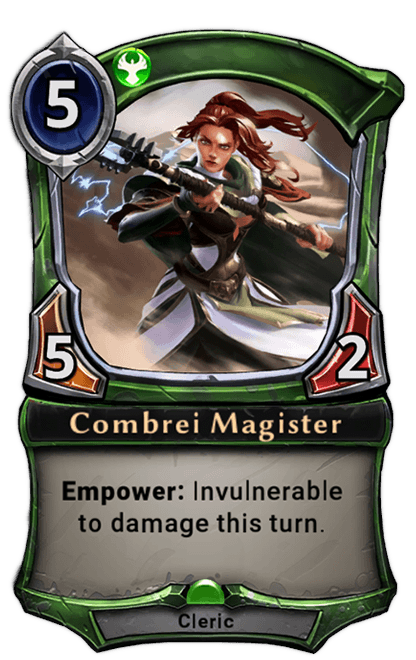 5
5
2
Combrei Magister
Empower: Invulnerable
to damage this turn.
Cleric